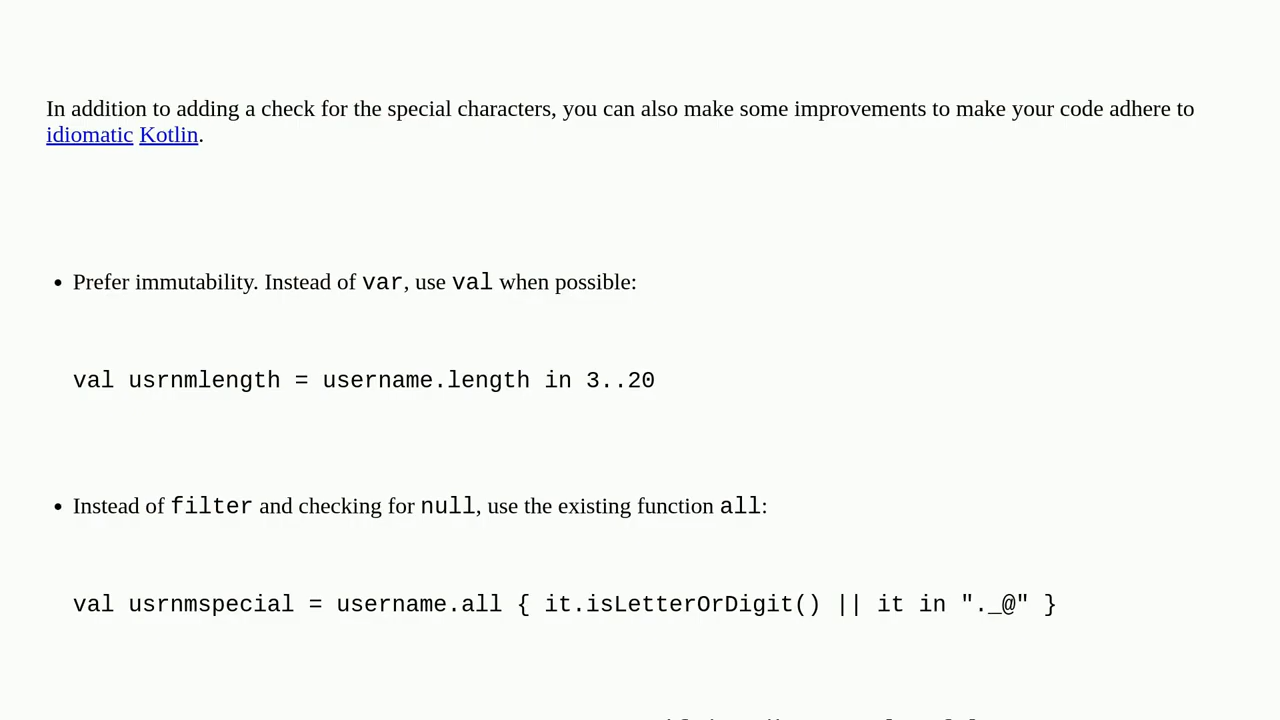 In addition to adding a check for the special characters, you can also make some improvements to make your code adhere to
idiomatic Kotlin.
• Prefer immutability. Instead of var, use val when possible:
val usrnmlength = username.length in 3..20
• Instead of filter and checking for null, use the existing function all:
val usrnmspecial = username.all { it.isLetterOrDigit() || it in "._@" }